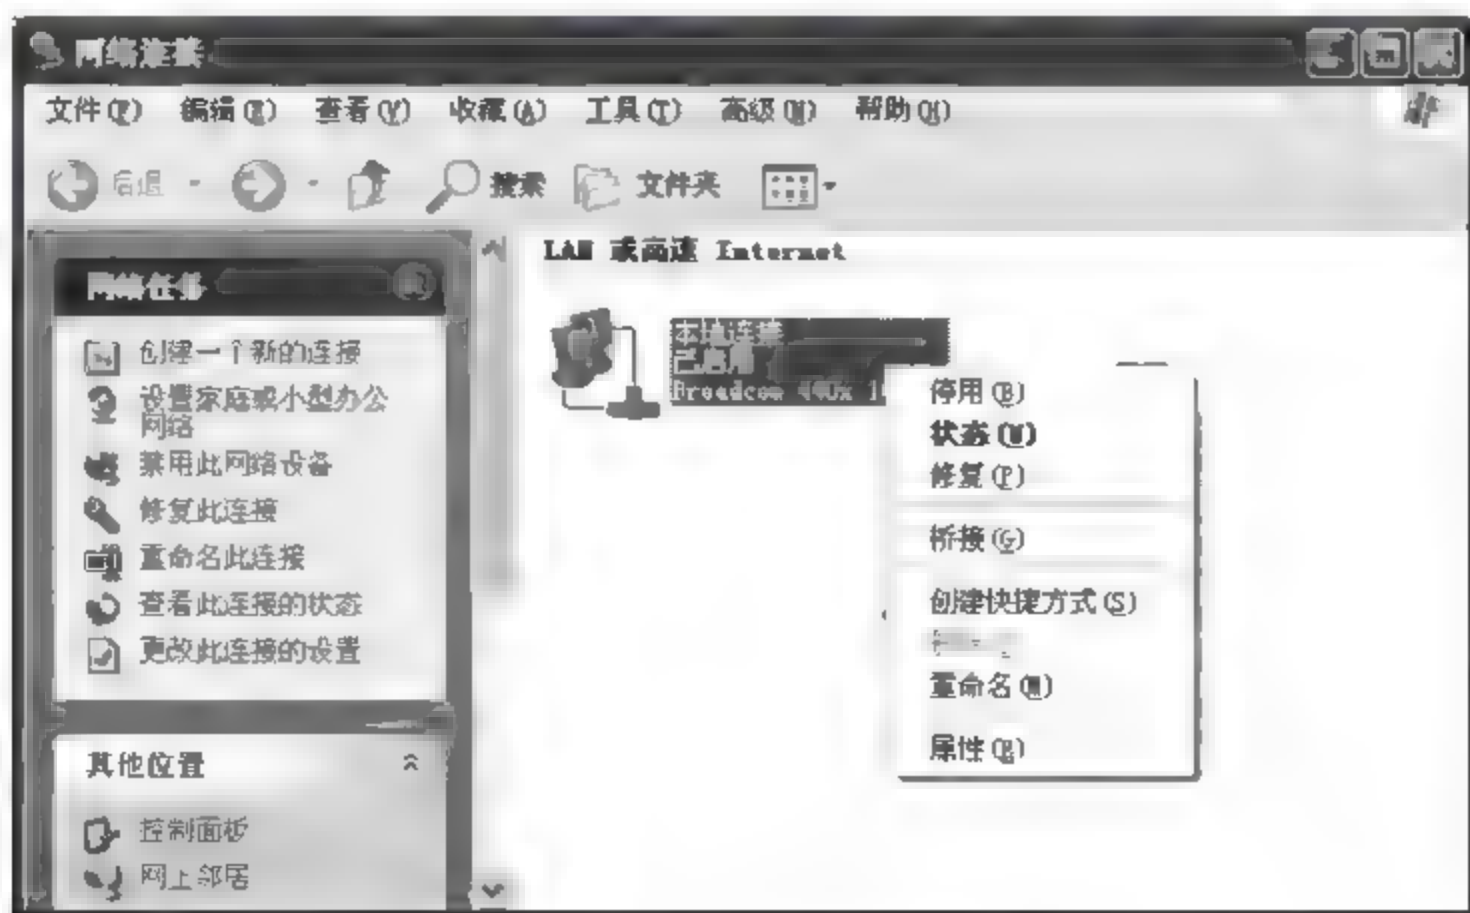 网络连接
文件(F) 编辑(E) 查看(V) 收藏(A) 工具(T) 高级(N) 帮助(H)
后退 搜索 文件夹
网络任务
创建一个新的连接
设置家庭或小型办公
网络
禁用此网络设备
修复此连接
重命名此连接
查看此连接的状态
更改此连接的设置
其他位置
控制面板
网上邻居
LAN 或高速 Internet
本地连接
已启用
Broadcom 440x 1
停用(B)
状态(U)
修复(P)
桥接(G)
创建快捷方式(S)
重命名(M)
属性(R)